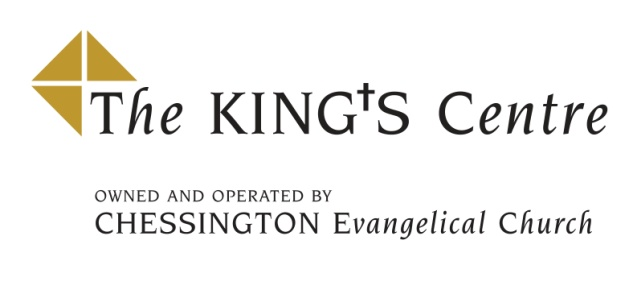 The KING'S Centre
OWNED AND OPERATED BY
CHESSINGTON Evangelical Church